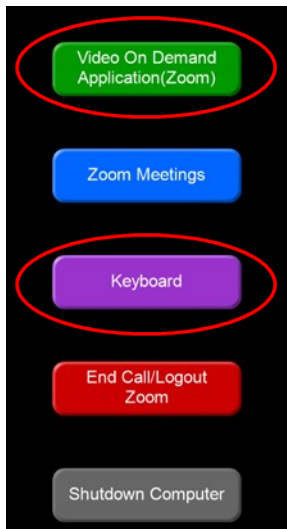 Video On Demand
Application(Zoom)
Zoom Meetings
Keyboard
End Call/Logout
Zoom
Shutdown Computer